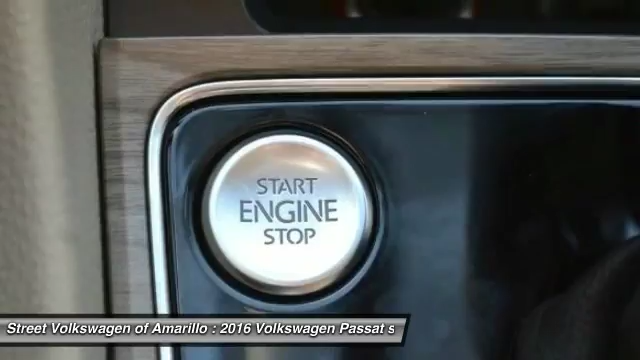 START
ENGINE
STOP
Street Volkswagen of Amarillo : 2016 Volkswagen Passat s